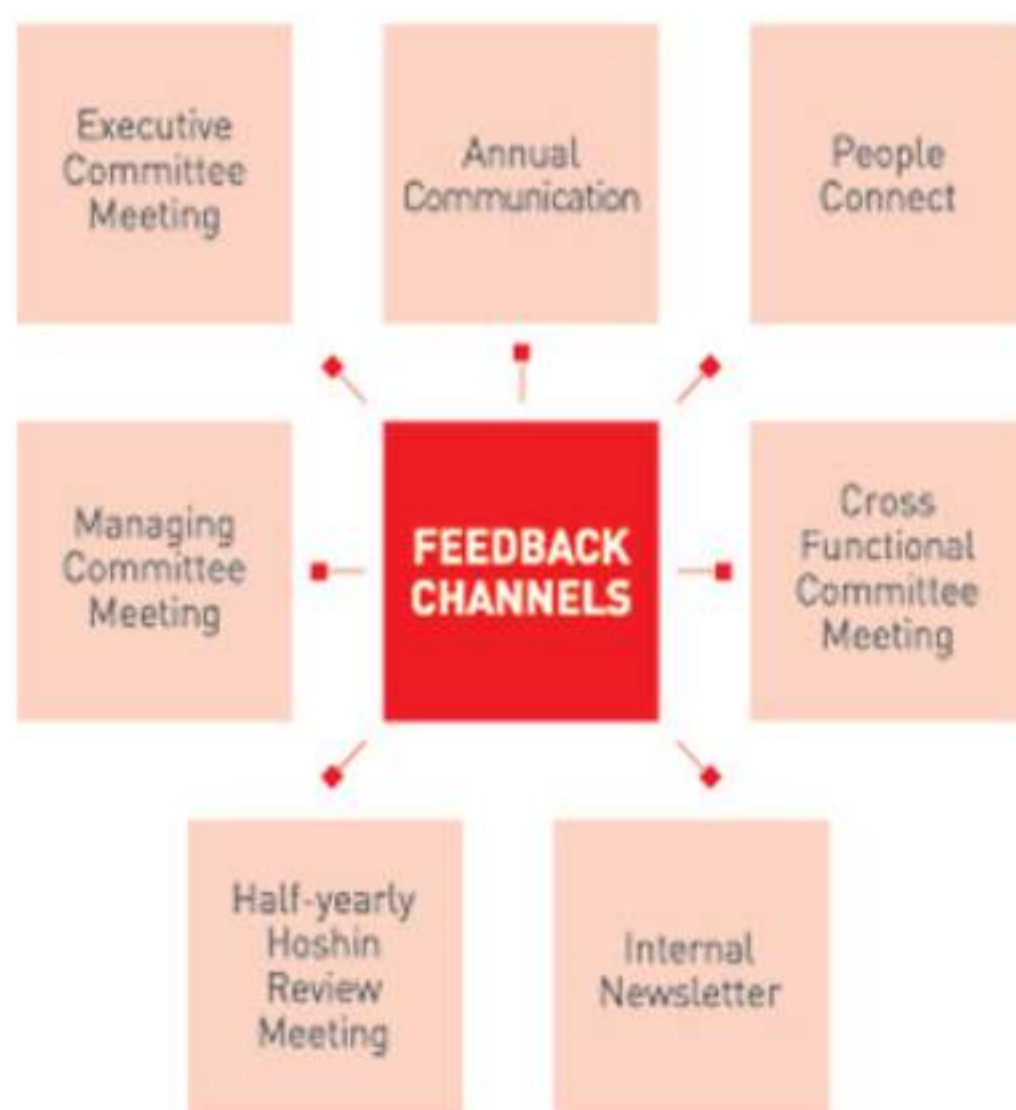 Executive
Committee
Meeting
Annual
Communication
People
Connect
Managing
Committee
Meeting
FEEDBACK
CHANNELS
Cross
Functional
Committee
Meeting
Half-yearly
Hoshin
Review
Meeting
Internal
Newsletter